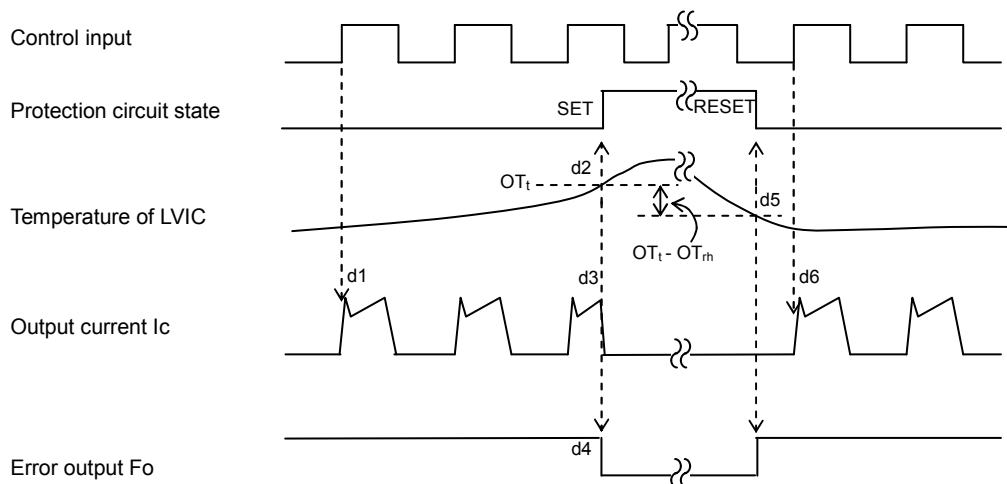 Control input
Protection circuit state
SET
RESET
d2
OTt
d5
Temperature of LVIC
OTt - OTrh
d1
d3
d6
Output current Ic
d4
Error output Fo